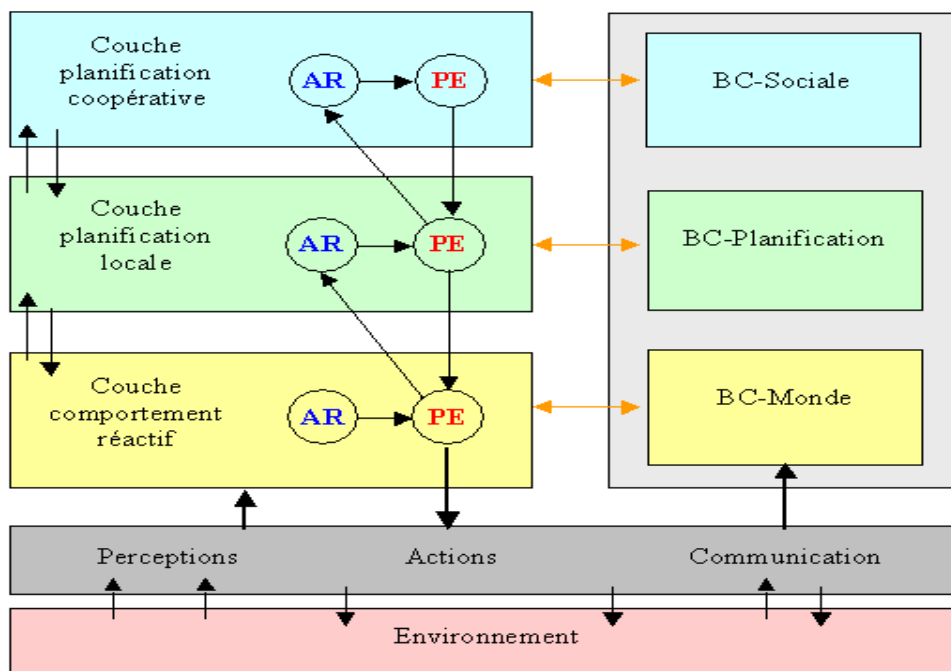 Couche
planification
coopérative
AR
PE
BC-Sociale
Couche
planification
locale
AR
PE
BC-Planification
Couche
comportement
réactif
AR
PE
BC-Monde
Perceptions
Actions
Communication
Environnement